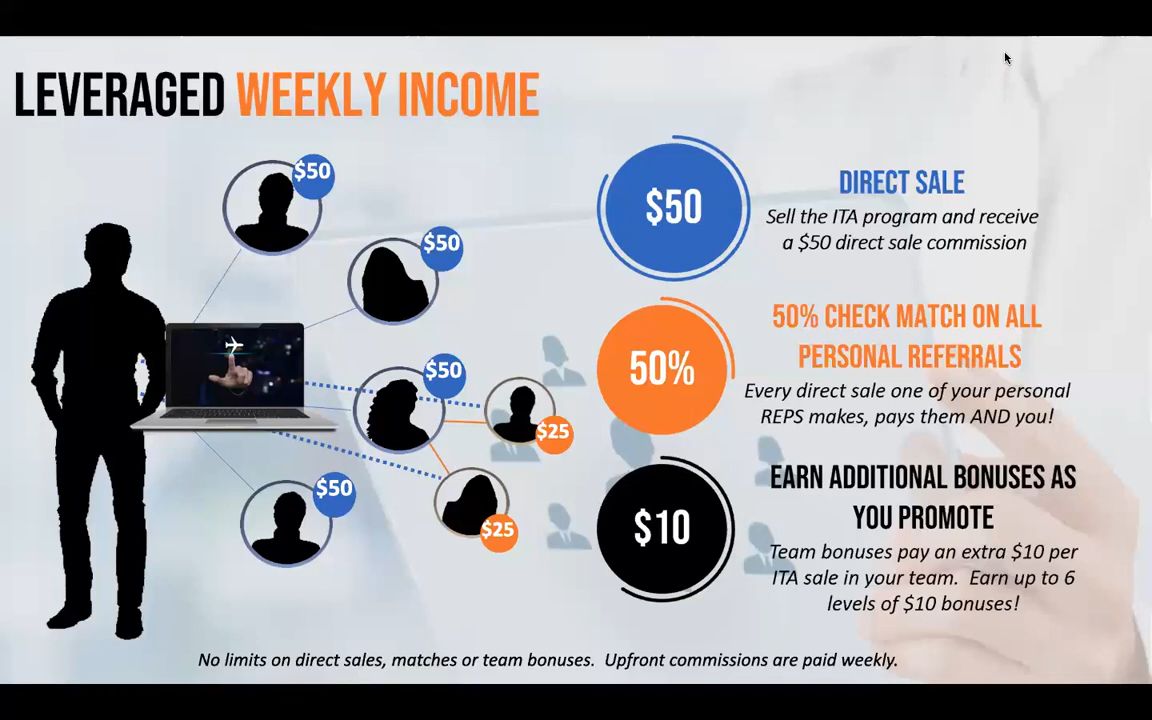 LEVERAGED WEEKLY INCOME
$50
$50
$50
$25
$25
$50
$50
DIRECT SALE
Sell the ITA program and receive
a $50 direct sale commission
50%
50% CHECK MATCH ON ALL
PERSONAL REFERRALS
Every direct sale one of your personal
REPS makes, pays them AND you!
$10
EARN ADDITIONAL BONUSES AS
YOU PROMOTE
Team bonuses pay an extra $10 per
ITA sale in your team. Earn up to 6
levels of $10 bonuses!
No limits on direct sales, matches or team bonuses. Upfront commissions are paid weekly.